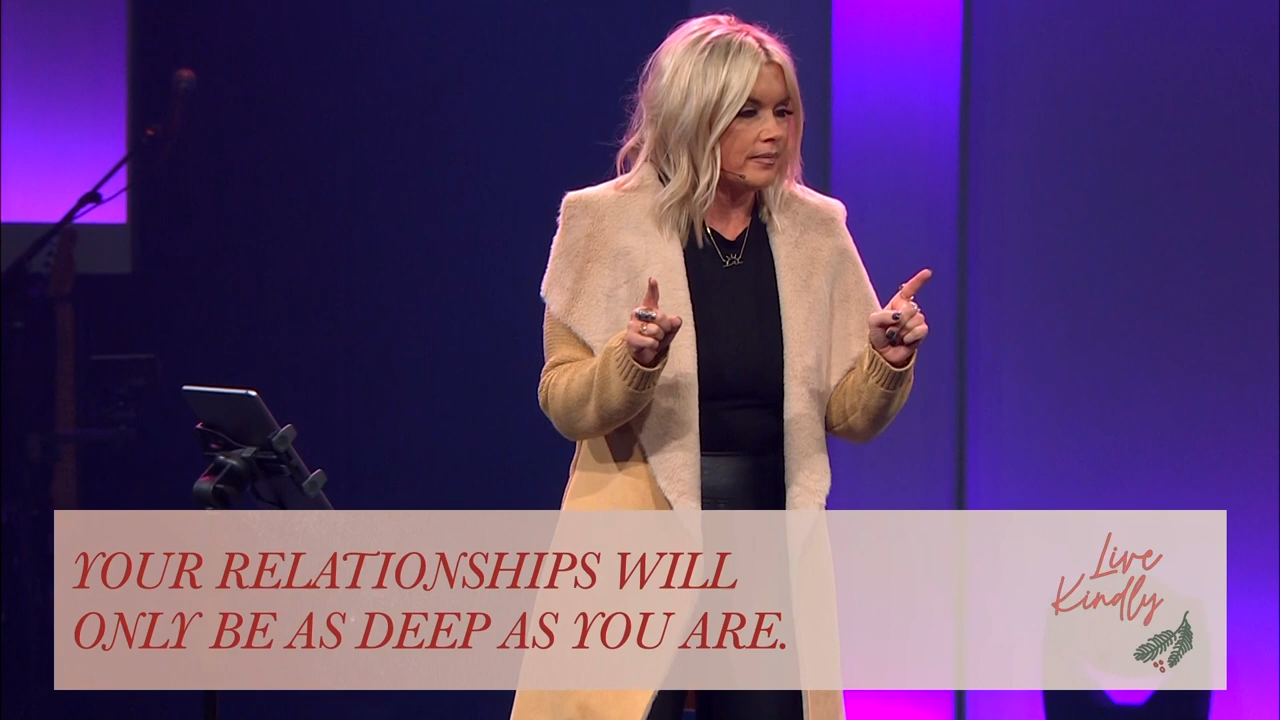 YOUR RELATIONSHIPS WILL
ONLY BE AS DEEP AS YOU ARE.
Live
Kindly